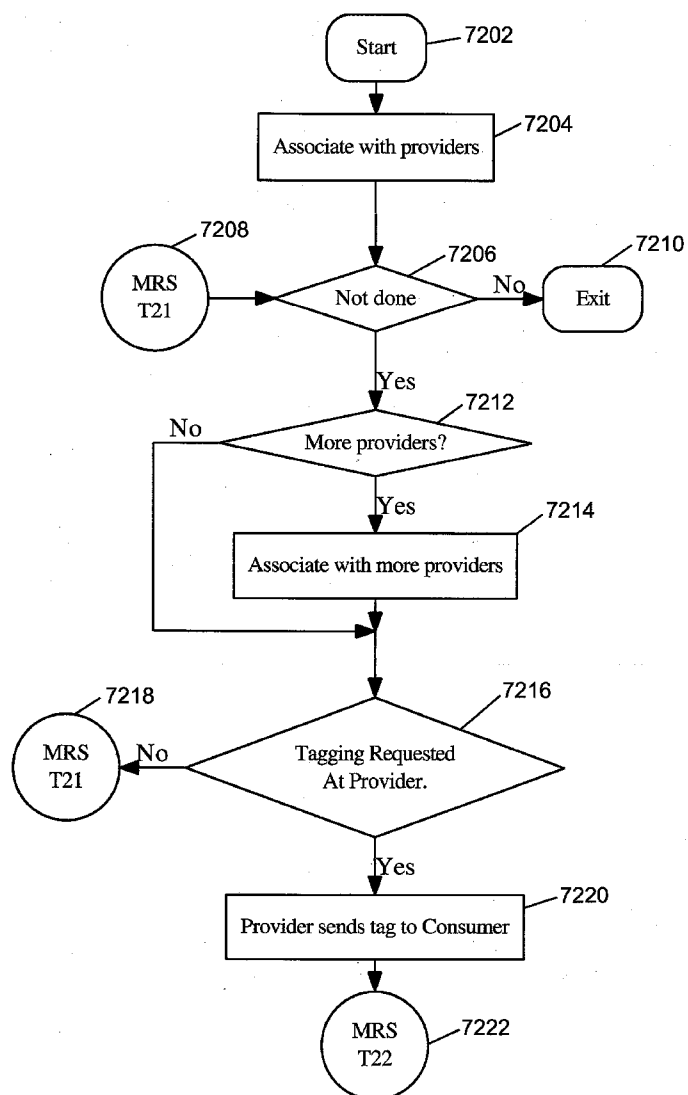 Start
7202
Associate with providers
7204
7208
MRS
T21
7206
Not done
No
7210
Exit
Yes
7212
No
More providers?
Yes
7214
Associate with more providers
7218
MRS
T21
No
7216
Tagging Requested
At Provider.
Yes
7220
Provider sends tag to Consumer
MRS
T22
7222